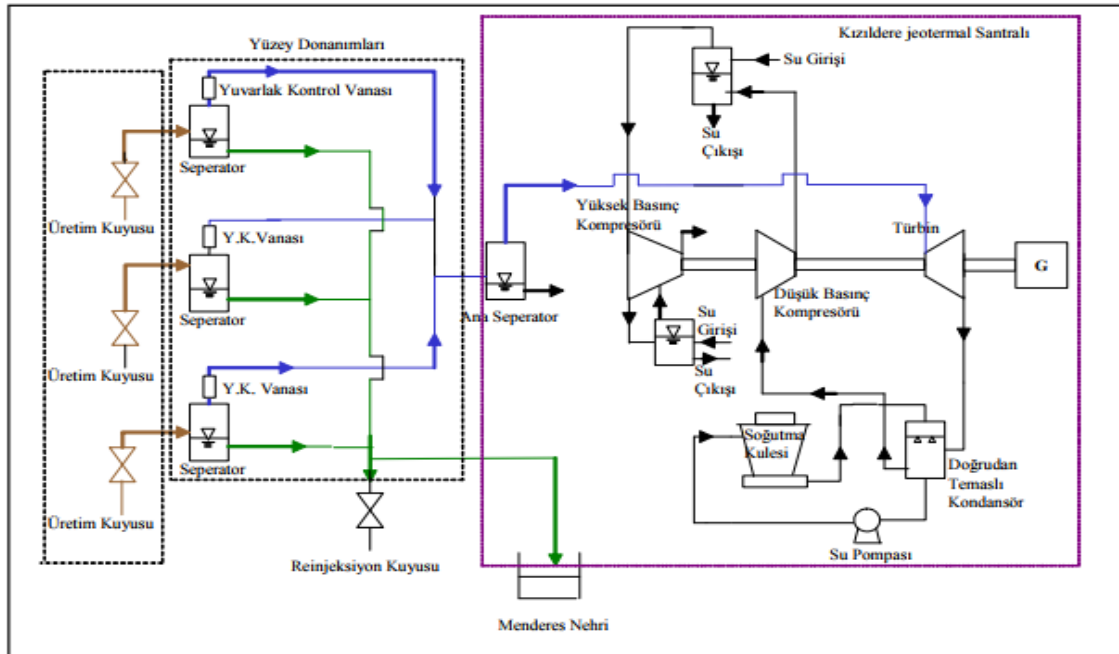 Kızıldere jeotermal Santralı
Yüzey Donanımları
Su Girişi
Yuvarlak Kontrol Vanası
Su
Çıkışı
Seperator
Yüksek Basınç
Kompresörü
Türbin
Üretim Kuyusu
Y.K.Vanası
G
Düşük Basınç
Kompresörü
Ana Seperator
Su
Girişi
Seperator
Su
Çıkışı
Üretim Kuyusu
Y.K. Vanası
Soğutma
Kulesi
Doğrudan
Temaslı
Kondansör
Seperator
Üretim Kuyusu
Su Pompası
Reinjeksiyon Kuyusu
Menderes Nehri